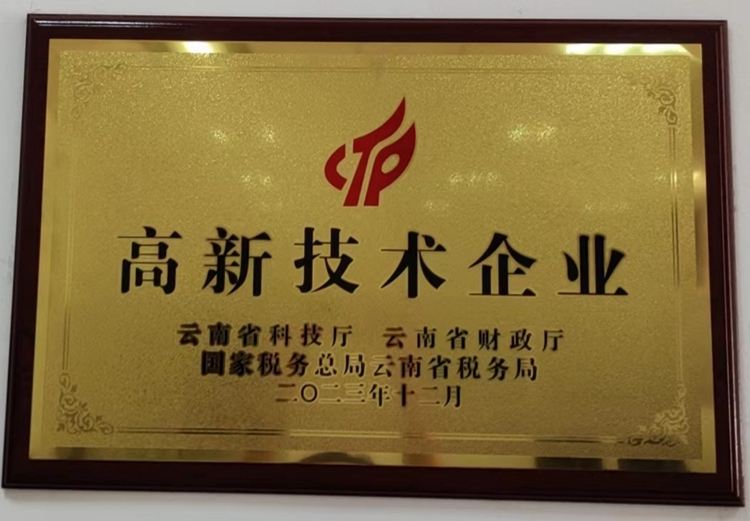 高新技术企业
云南省科技厅 云南省财政厅
国家税务总局云南省税务局
二〇二三年十二月